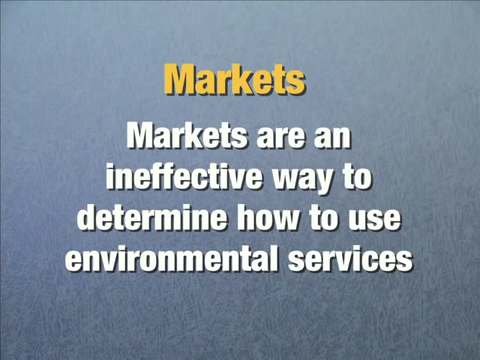 Markets
Markets are an
ineffective way to
determine how to use
environmental services